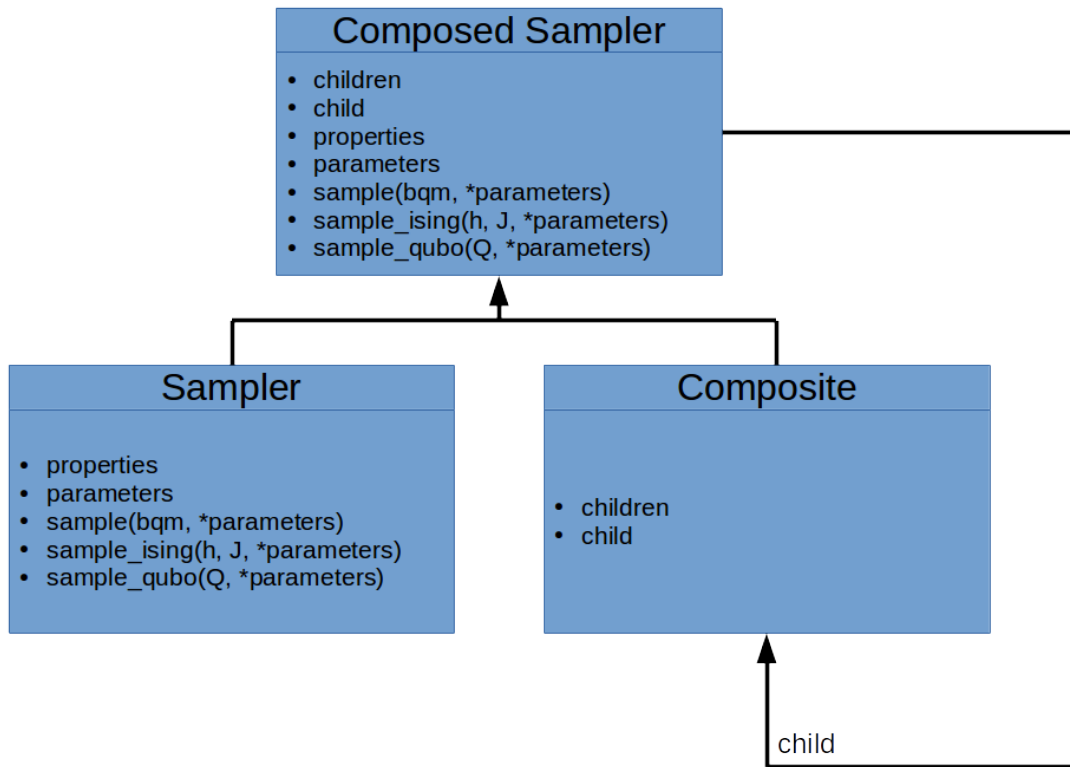 Composed Sampler
• children
• child
• properties
• parameters
• sample(bqm, *parameters)
• sample_ising(h, J, *parameters)
• sample_qubo(Q, *parameters)
Sampler
• properties
• parameters
• sample(bqm, *parameters)
• sample_ising(h, J, *parameters)
• sample_qubo(Q, *parameters)
Composite
• children
• child
child